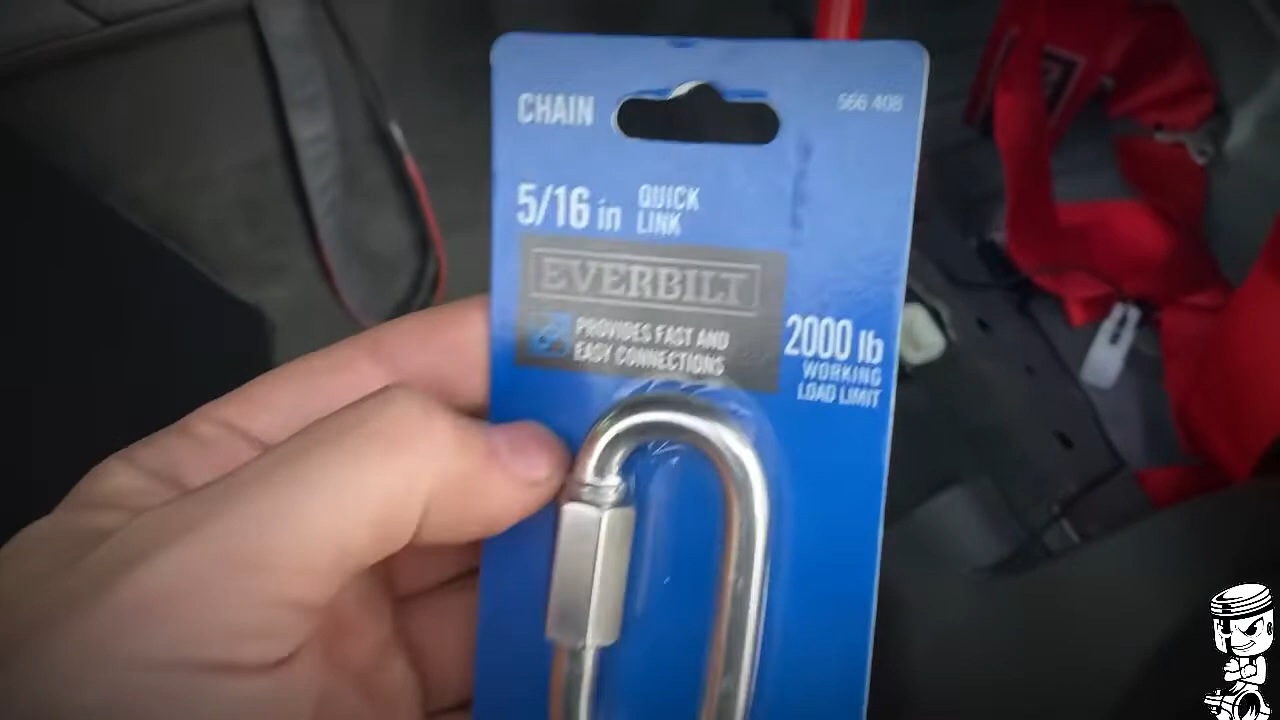 CHAIN
566 408
5/16 in
QUICK
LINK
EVERBILT
PROVIDES FAST AND
EASY CONNECTIONS
2000 lb
WORKING
LOAD LIMIT